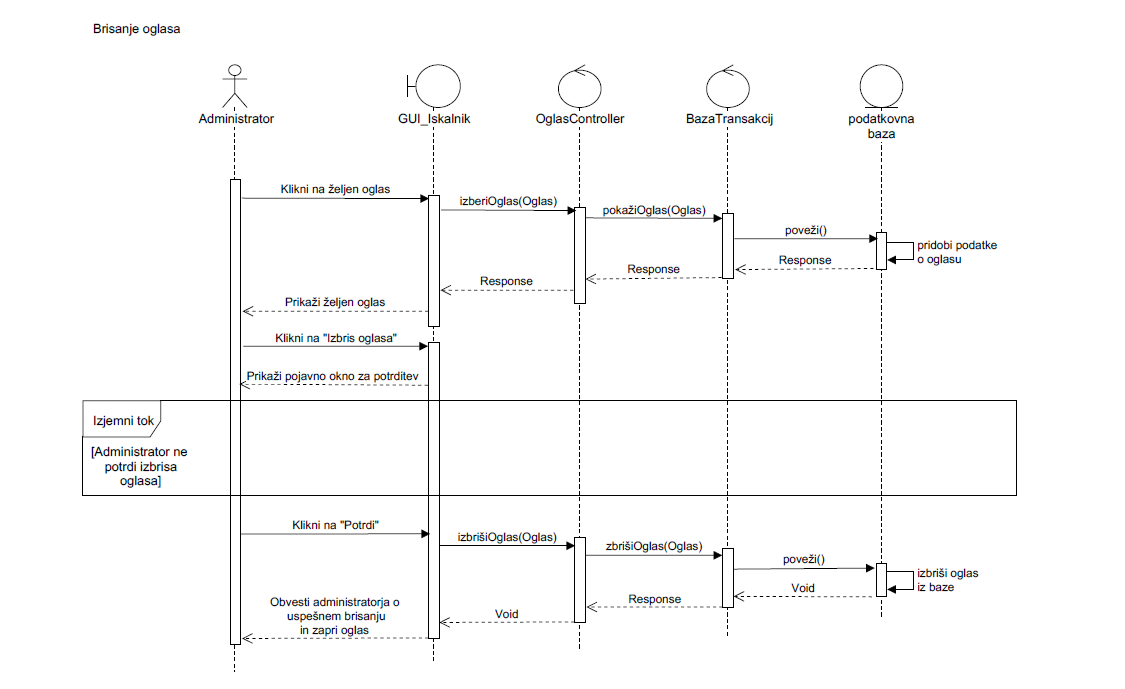 Brisanje oglasa
Administrator
GUI_Iskalnik
OglasController
BazaTransakcij
podatkovna
baza
Klikni na željen oglas
izberiOglas(Oglas)
pokažiOglas(Oglas)
poveži()
pridobi podatke
o oglasu
Response
Response
Response
Prikaži željen oglas
Klikni na "Izbris oglasa"
Prikaži pojavno okno za potrditev
Izjemni tok
[Administrator ne
potrdi izbrisa
oglasa]
Klikni na "Potrdi"
izbrišiOglas(Oglas)
zbrišiOglas(Oglas)
poveži()
izbriši oglas
iz baze
Void
Response
Void
Obvesti administratorja o
uspešnem brisanju
in zapri oglas